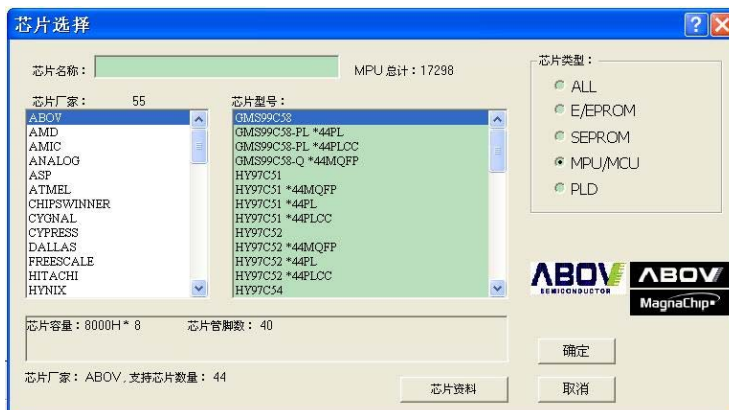 芯片选择
芯片名称：
MPU 总计：17298
芯片类型：
ALL
E/EPROM
SEPROM
MPU/MCU
PLD
芯片厂家： 55
ABOV
AMD
AMIC
ANALOG
ASP
ATMEL
CHIPSWINNER
CYGNAL
CYPRESS
DALLAS
FREESCALE
HITACHI
HYNIX
芯片型号：
GMS99C58
GMS99C58-PL *44PL
GMS99C58-PL *44PLCC
GMS99C58-Q *44MQFP
HY97C51
HY97C51 *44MQFP
HY97C51 *44PL
HY97C51 *44PLCC
HY97C52
HY97C52 *44MQFP
HY97C52 *44PL
HY97C52 *44PLCC
HY97C54
ABOV
SEMICONDUCTOR
ABOV
MagnaChip
芯片容量：8000H * 8 芯片管脚数： 40
芯片厂家： ABOV , 支持芯片数量： 44
芯片资料
确定
取消